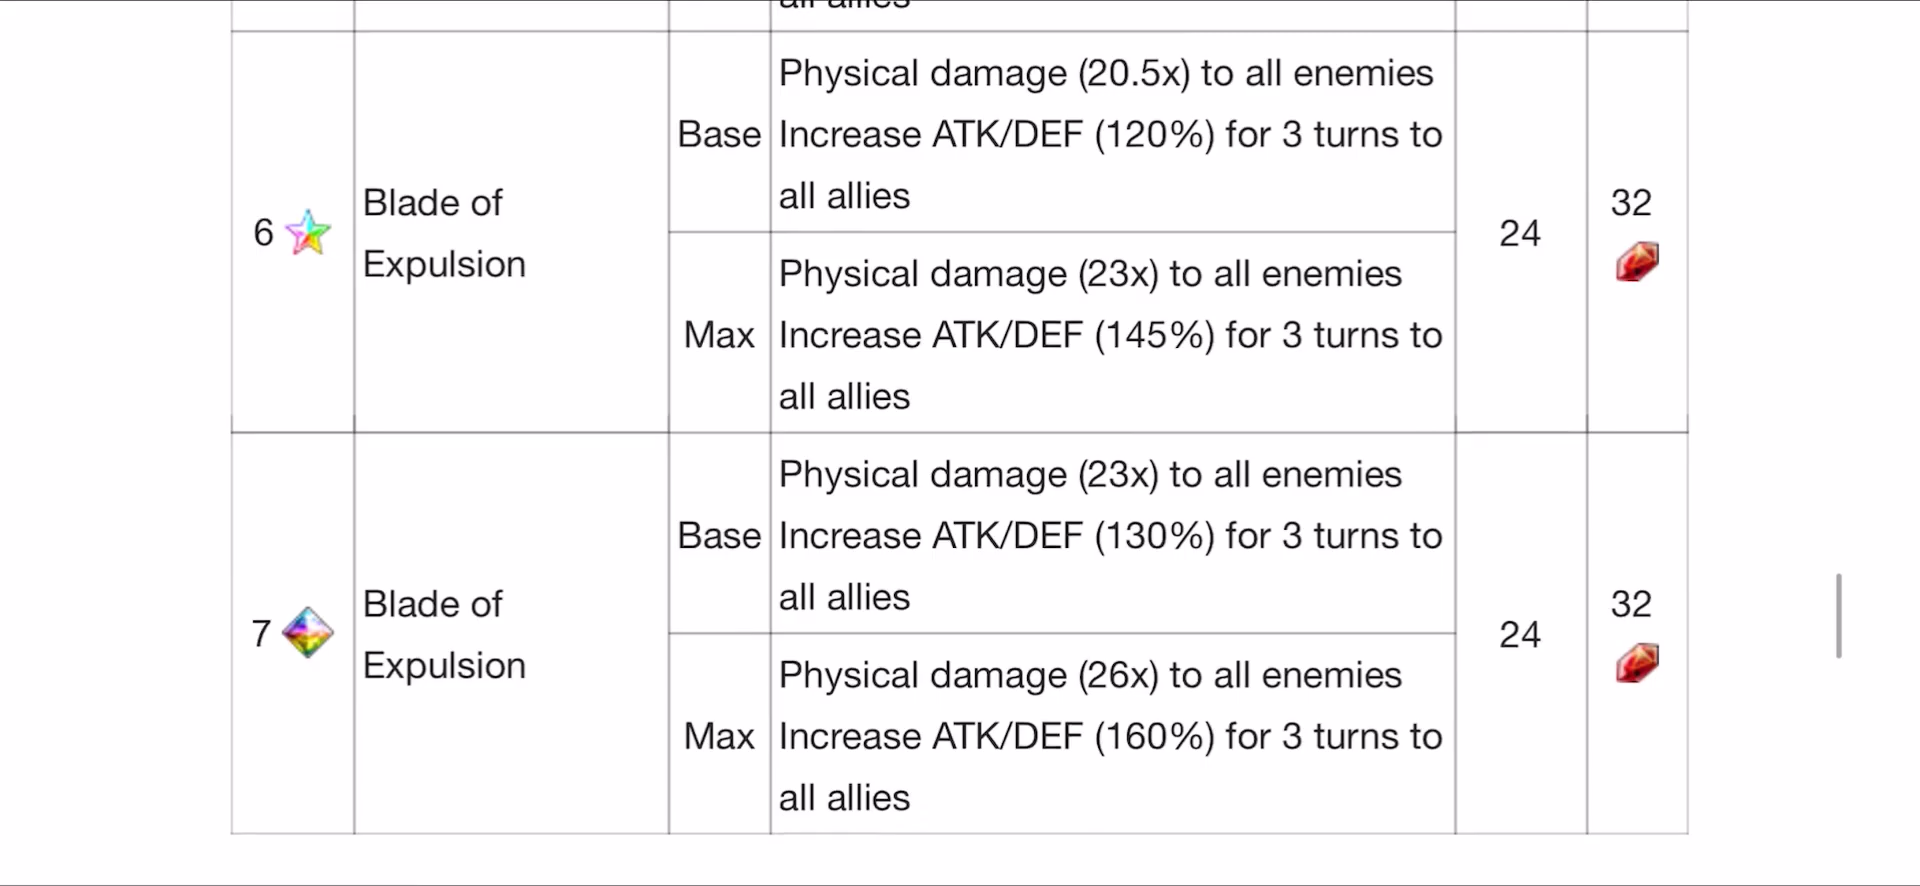 all allies
Physical damage (20.5x) to all enemies
Base Increase ATK/DEF (120%) for 3 turns to
all allies
6 Blade of Expulsion 24 32
Physical damage (23x) to all enemies
Max Increase ATK/DEF (145%) for 3 turns to
all allies
Physical damage (23x) to all enemies
Base Increase ATK/DEF (130%) for 3 turns to
all allies
7 Blade of Expulsion 24 32
Physical damage (26x) to all enemies
Max Increase ATK/DEF (160%) for 3 turns to
all allies